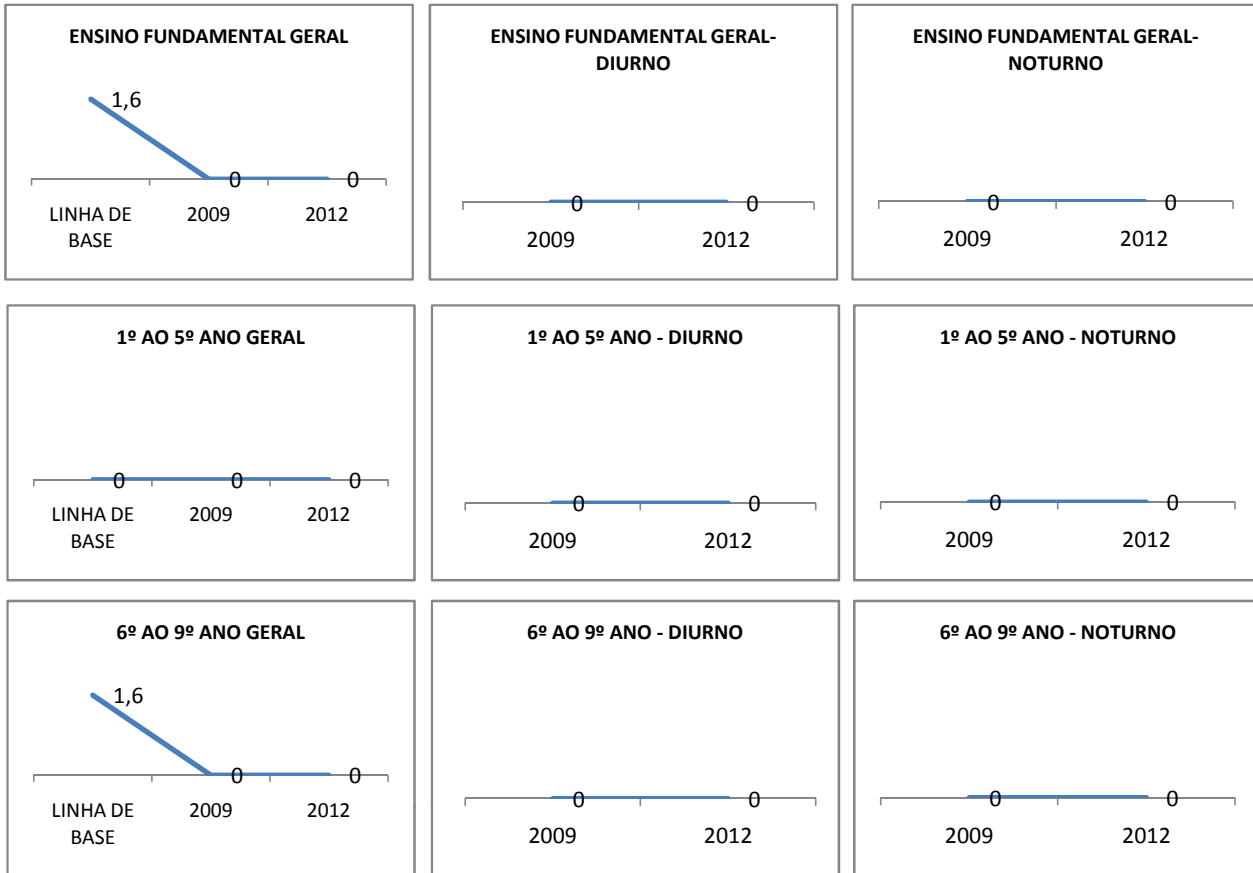 ENSINO FUNDAMENTAL GERAL
1,6
0
0
LINHA DE
BASE
2009
2012
ENSINO FUNDAMENTAL GERAL-
DIURNO
0
0
2009
2012
ENSINO FUNDAMENTAL GERAL-
NOTURNO
0
0
2009
2012
1º AO 5º ANO GERAL
0
0
0
LINHA DE
BASE
2009
2012
1º AO 5º ANO - DIURNO
0
0
2009
2012
1º AO 5º ANO - NOTURNO
0
0
2009
2012
6º AO 9º ANO GERAL
1,6
0
0
LINHA DE
BASE
2009
2012
6º AO 9º ANO - DIURNO
0
0
2009
2012
6º AO 9º ANO - NOTURNO
0
0
2009
2012